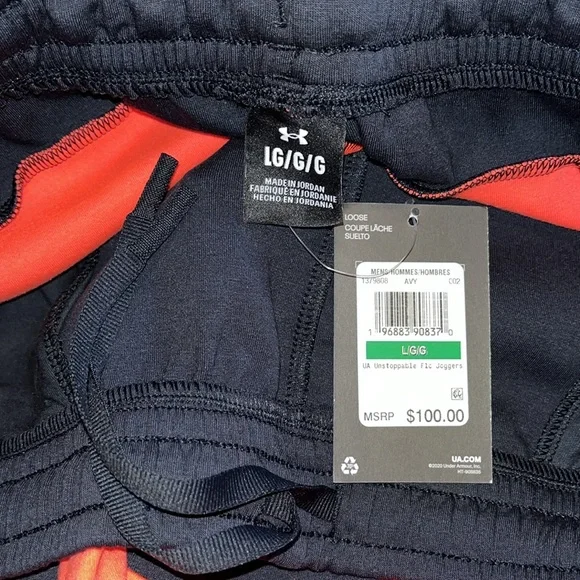 LG/G/G
MADE IN JORDAN
FABRIQUÉ EN JORDANIE
HECHO EN JORDANIA
LOOSE
COUPE LÂCHE
SUELTO
MENS/HOMMES/HOMBRES
1379808 AVY 002
1 96883 90837 0
L/G/G
UA Unstoppable Flc Joggers
MSRP $100.00
UA.COM
©2020 Under Armour, Inc.